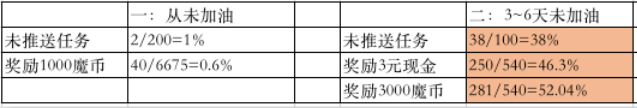 一：从未加油 二：3~6天未加油
未推送任务 2/200=1% 未推送任务 38/100=38%
奖励1000魔币 40/6675=0.6% 奖励3元现金 250/540=46.3%
奖励3000魔币 281/540=52.04%